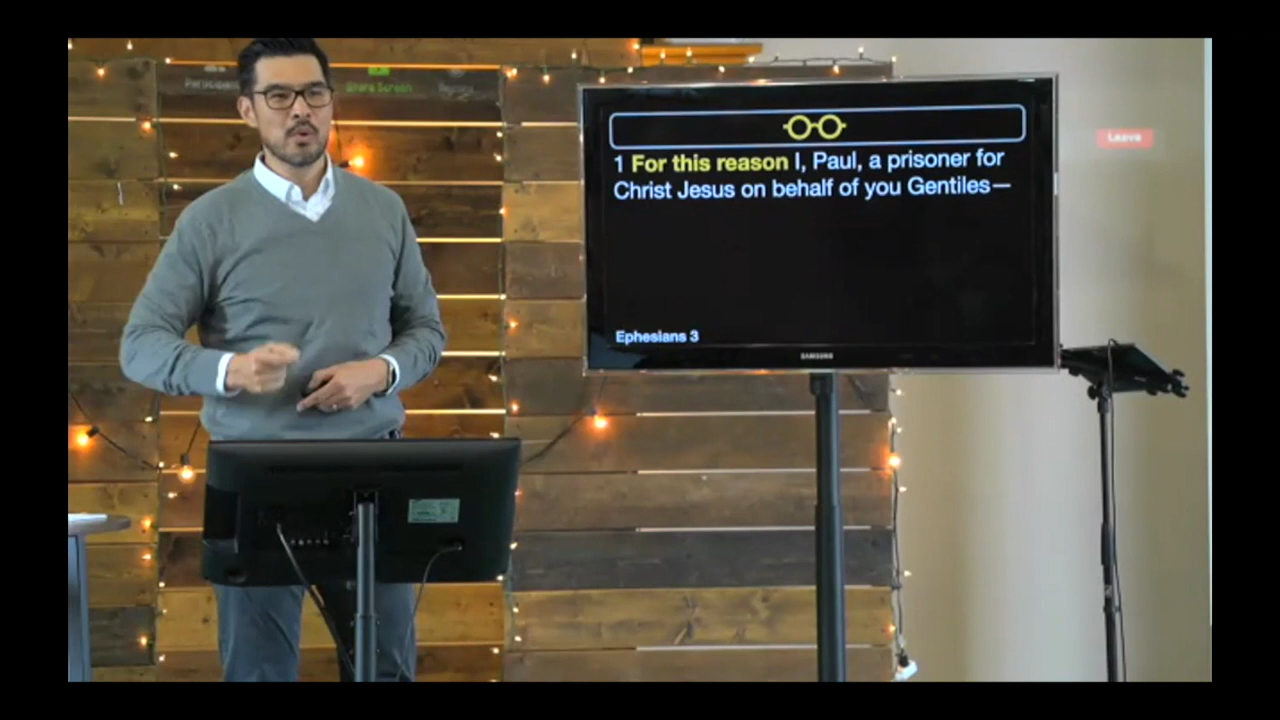 Share Screen
Leave
1 For this reason I, Paul, a prisoner for
Christ Jesus on behalf of you Gentiles—
Ephesians 3
SAMSUNG